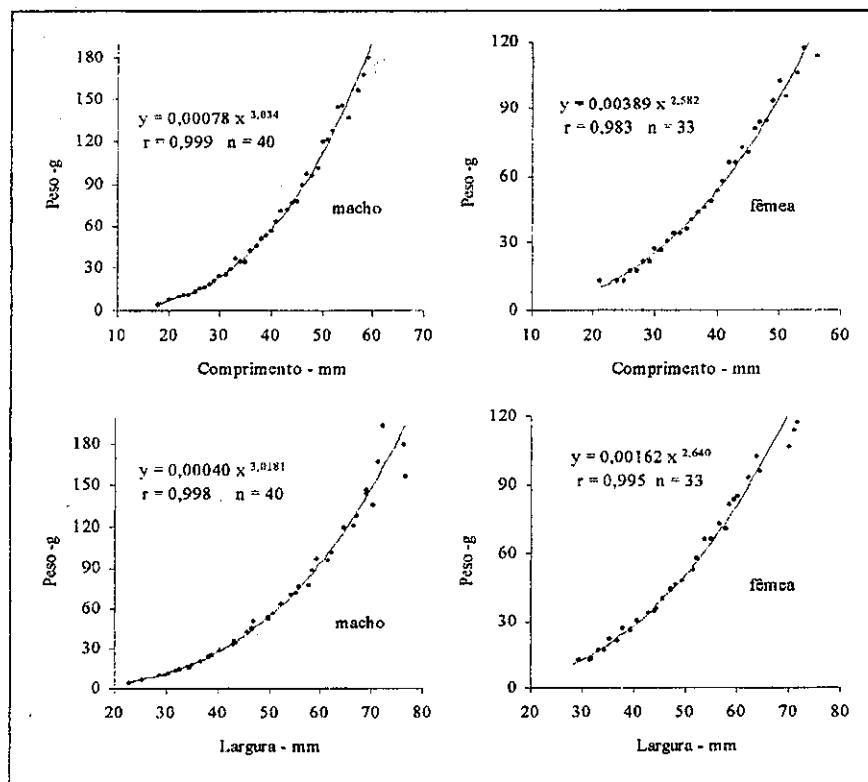 180
150
120
90
60
30
0
Peso -g
y = 0,00078 x 3,034
r = 0,999 n = 40
macho
10 20 30 40 50 60 70
Comprimento - mm
120
90
60
30
0
Peso -g
y = 0,00389 x 2,582
r = 0,983 n = 33
fêmea
10 20 30 40 50 60
Comprimento - mm
180
150
120
90
60
30
0
Peso -g
y = 0,00040 x 3,0181
r = 0,998 n = 40
macho
20 30 40 50 60 70 80
Largura - mm
120
90
60
30
0
Peso -g
y = 0,00162 x 2,640
r = 0,995 n = 33
fêmea
20 30 40 50 60 70 80
Largura - mm